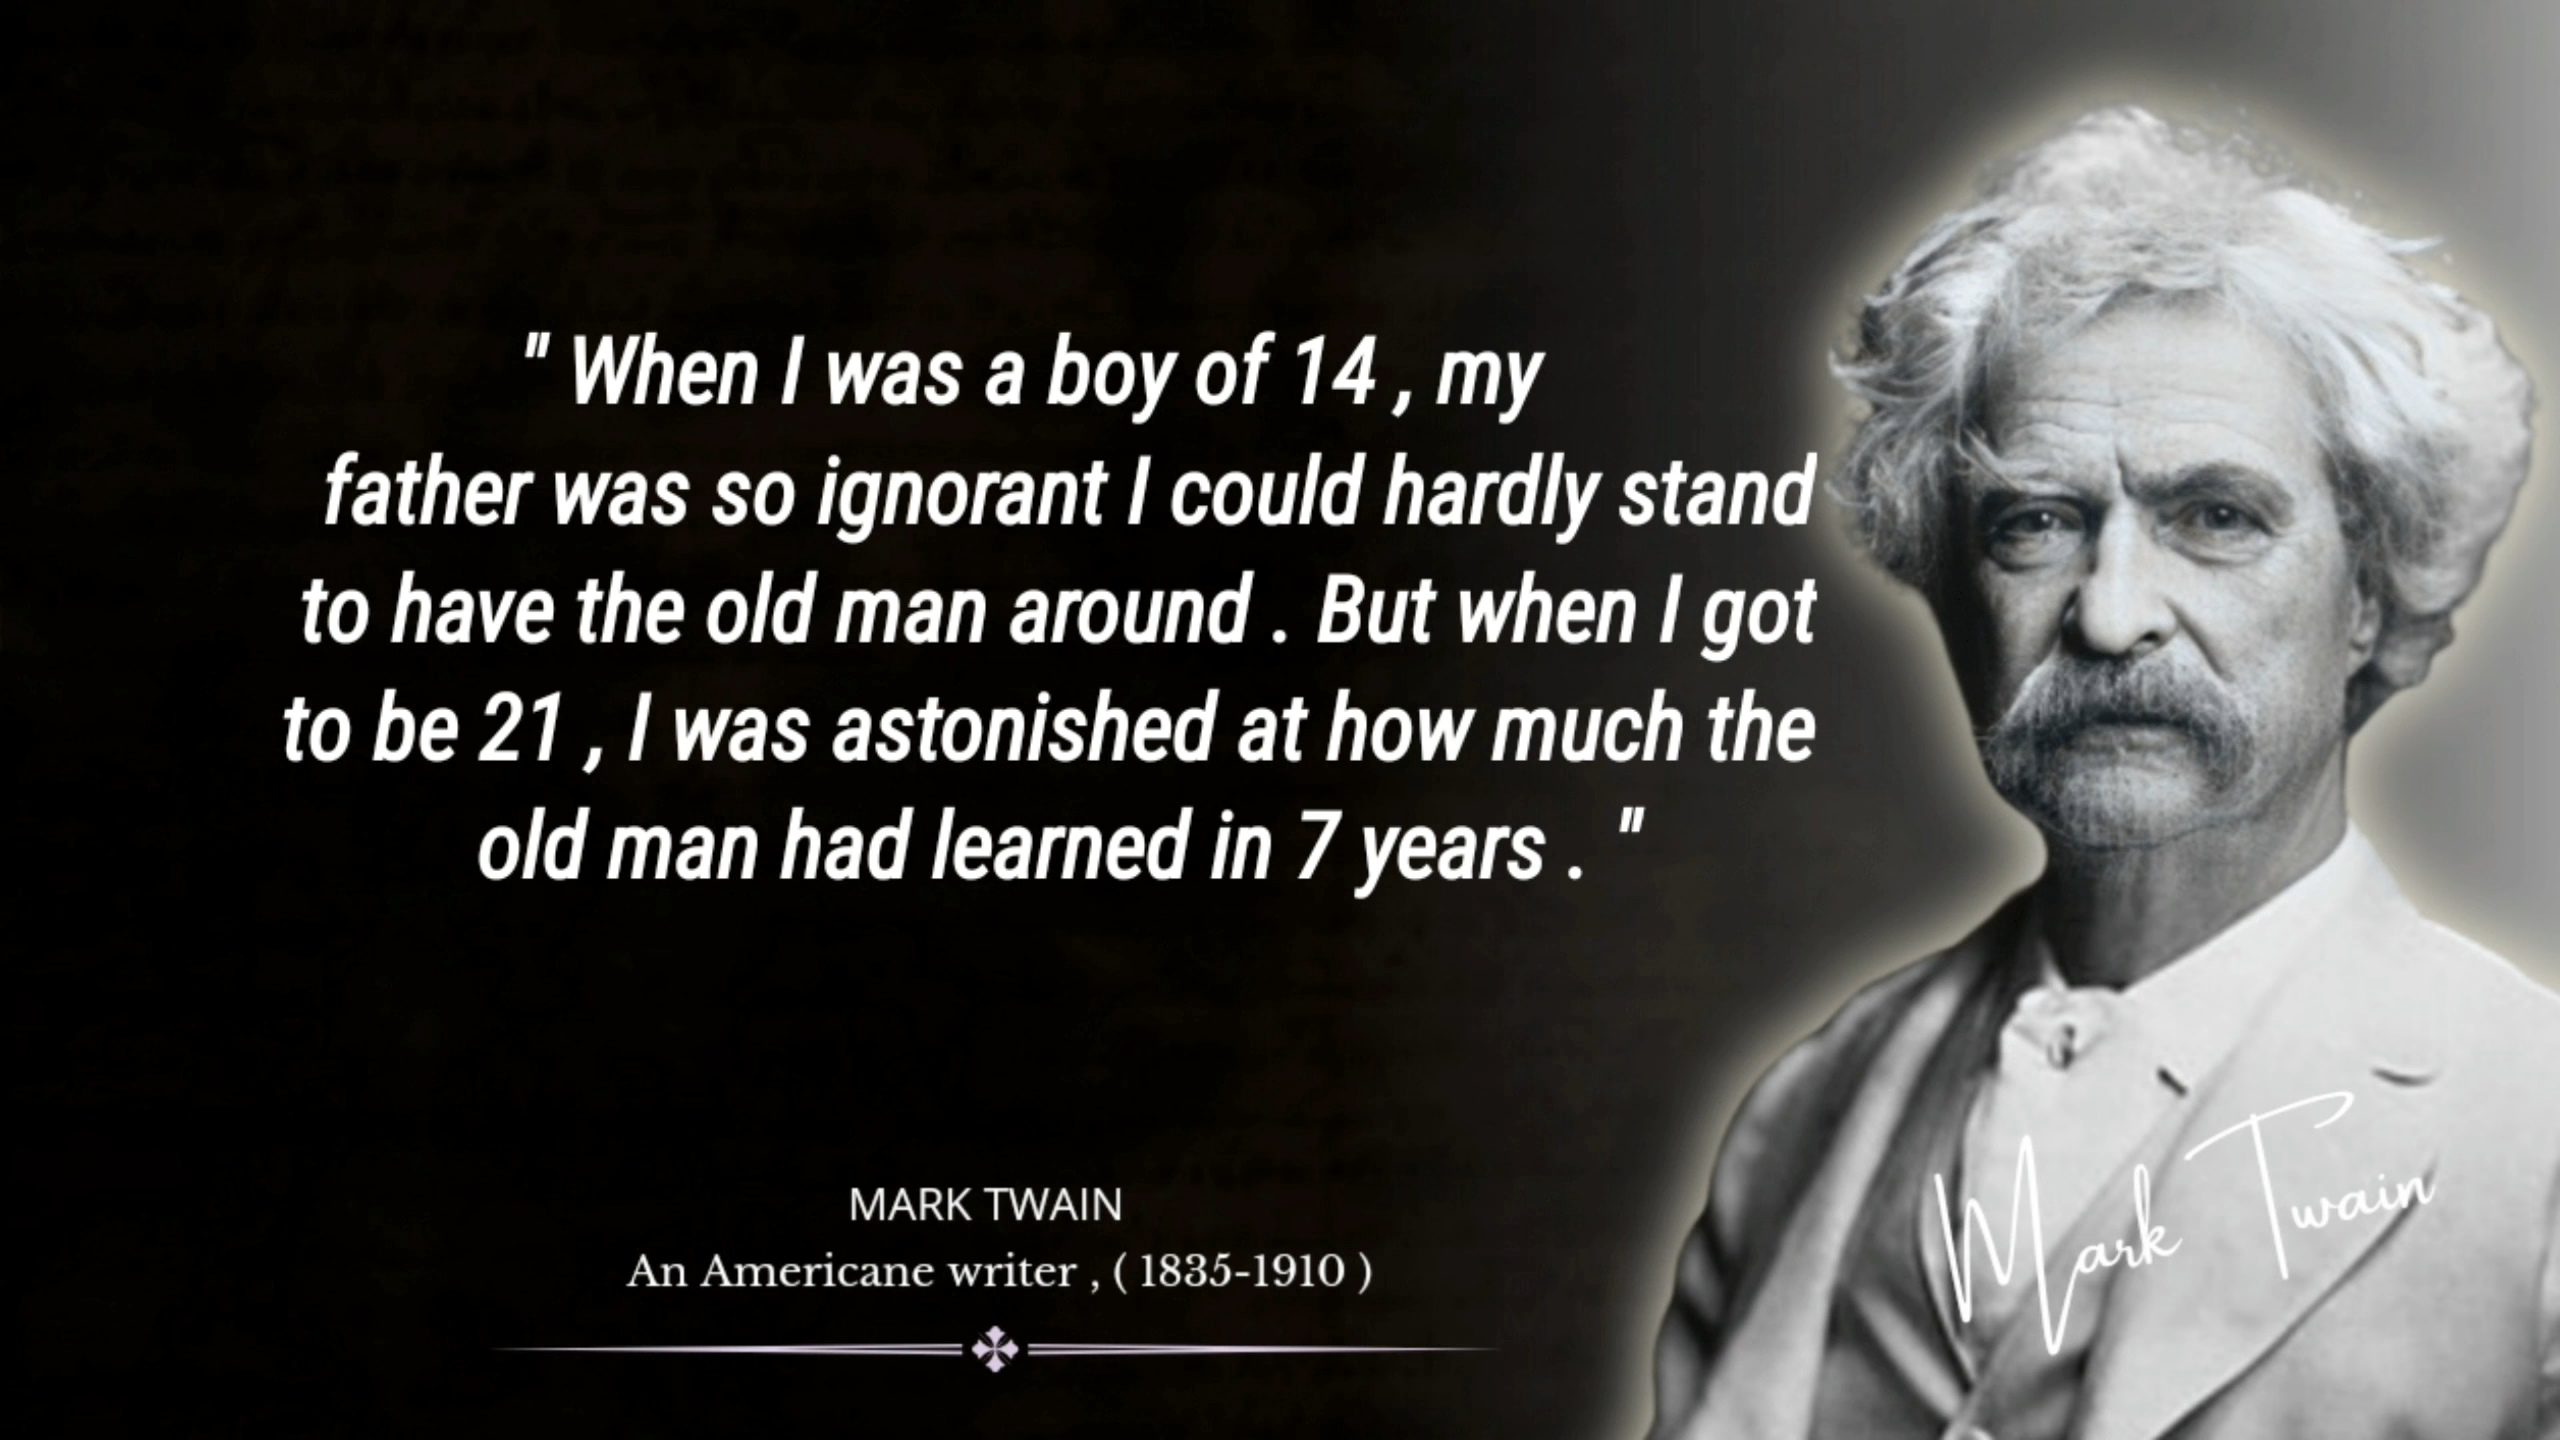 " When I was a boy of 14 , my
father was so ignorant I could hardly stand
to have the old man around . But when I got
to be 21 , I was astonished at how much the
old man had learned in 7 years . "
MARK TWAIN
An Americane writer , ( 1835-1910 )
Mark Twain